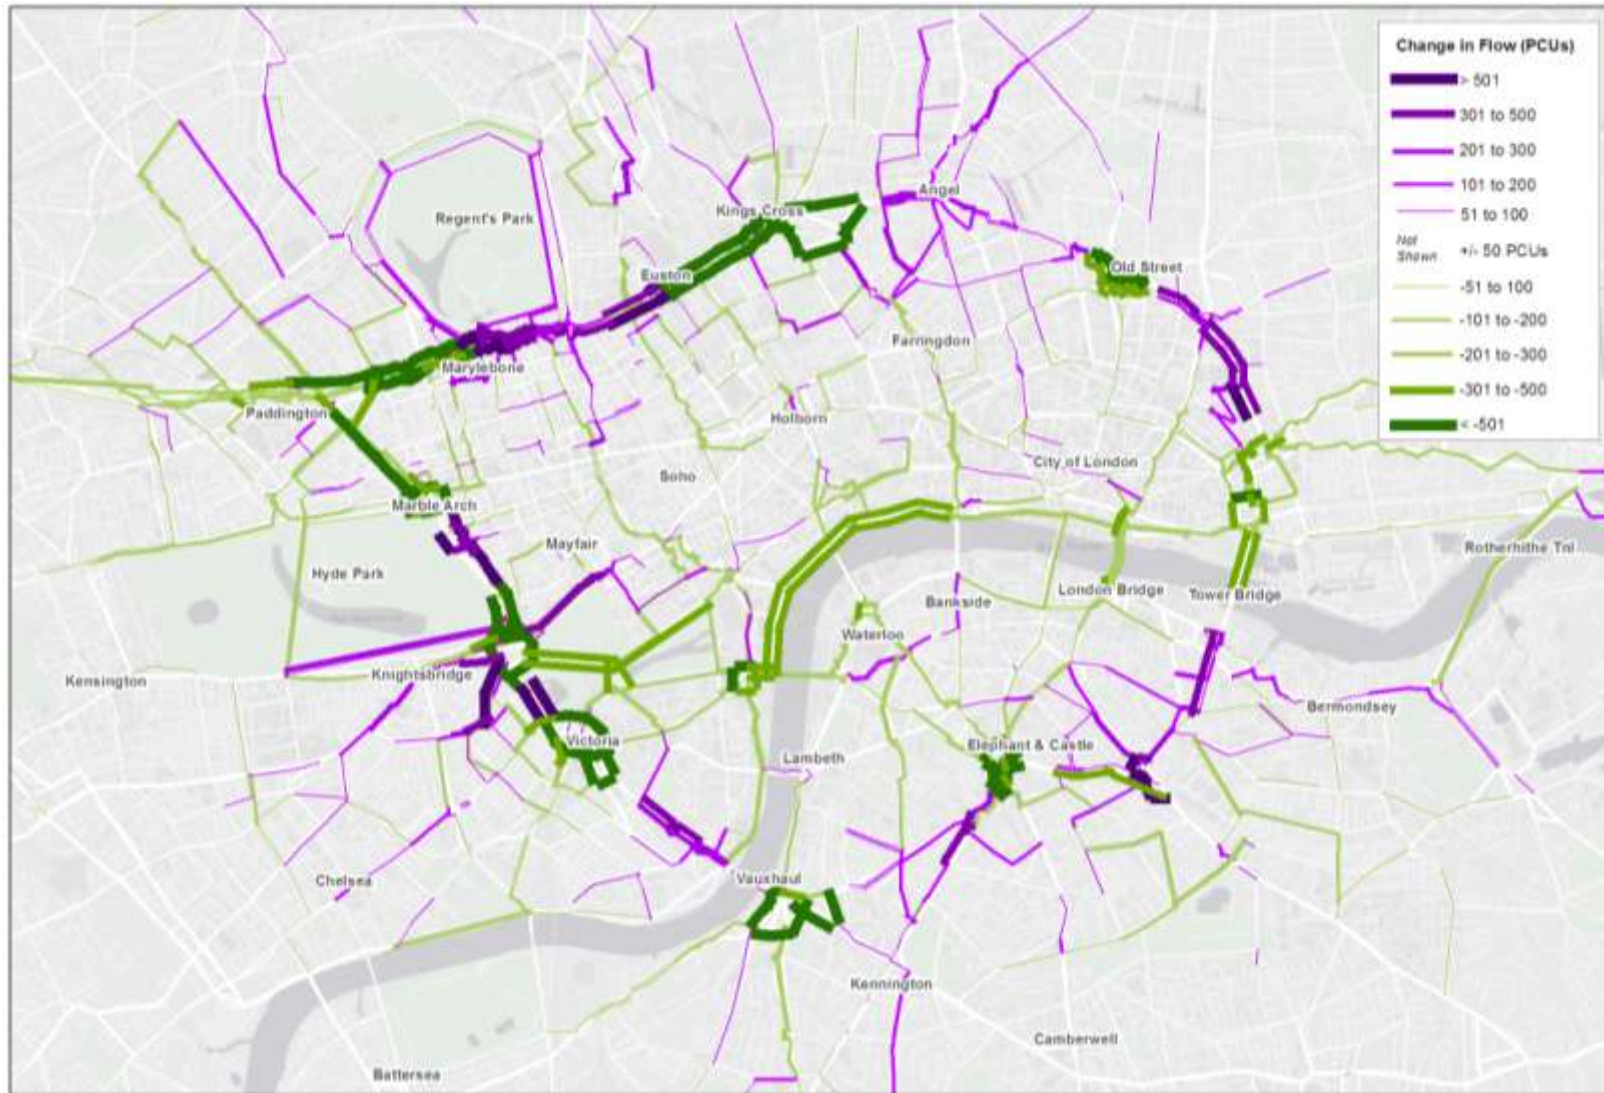 Change in Flow (PCUs)
> 501
301 to 500
201 to 300
101 to 200
51 to 100
Not Shown +/- 50 PCUs
-51 to 100
-101 to -200
-201 to -300
-301 to -500
< -501
Angel
Kings Cross
Regent's Park
Old Street
Euston
Farringdon
Marylebone
Paddington
Holborn
City of London
Soho
Marble Arch
Mayfair
Rotherhithe Tnl
Hyde Park
London Bridge
Tower Bridge
Bankside
Waterloo
Kensington
Knightsbridge
Bermondsey
Victoria
Elephant & Castle
Lambeth
Chelsea
Vauxhaul
Kennington
Camberwell
Battersea